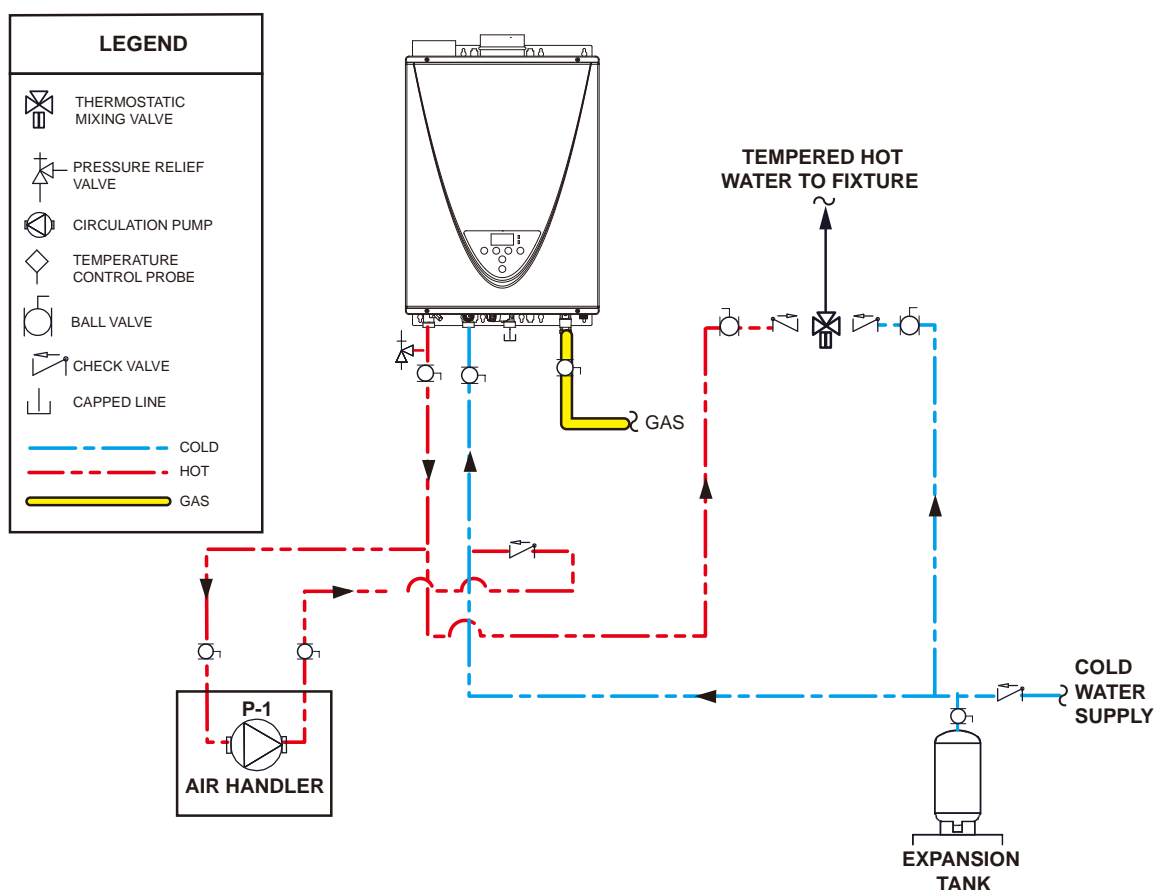 LEGEND
THERMOSTATIC
MIXING VALVE
PRESSURE RELIEF
VALVE
CIRCULATION PUMP
TEMPERATURE
CONTROL PROBE
BALL VALVE
CHECK VALVE
CAPPED LINE
COLD
HOT
GAS
TEMPERED HOT
WATER TO FIXTURE
GAS
COLD
WATER
SUPPLY
P-1
AIR HANDLER
EXPANSION
TANK